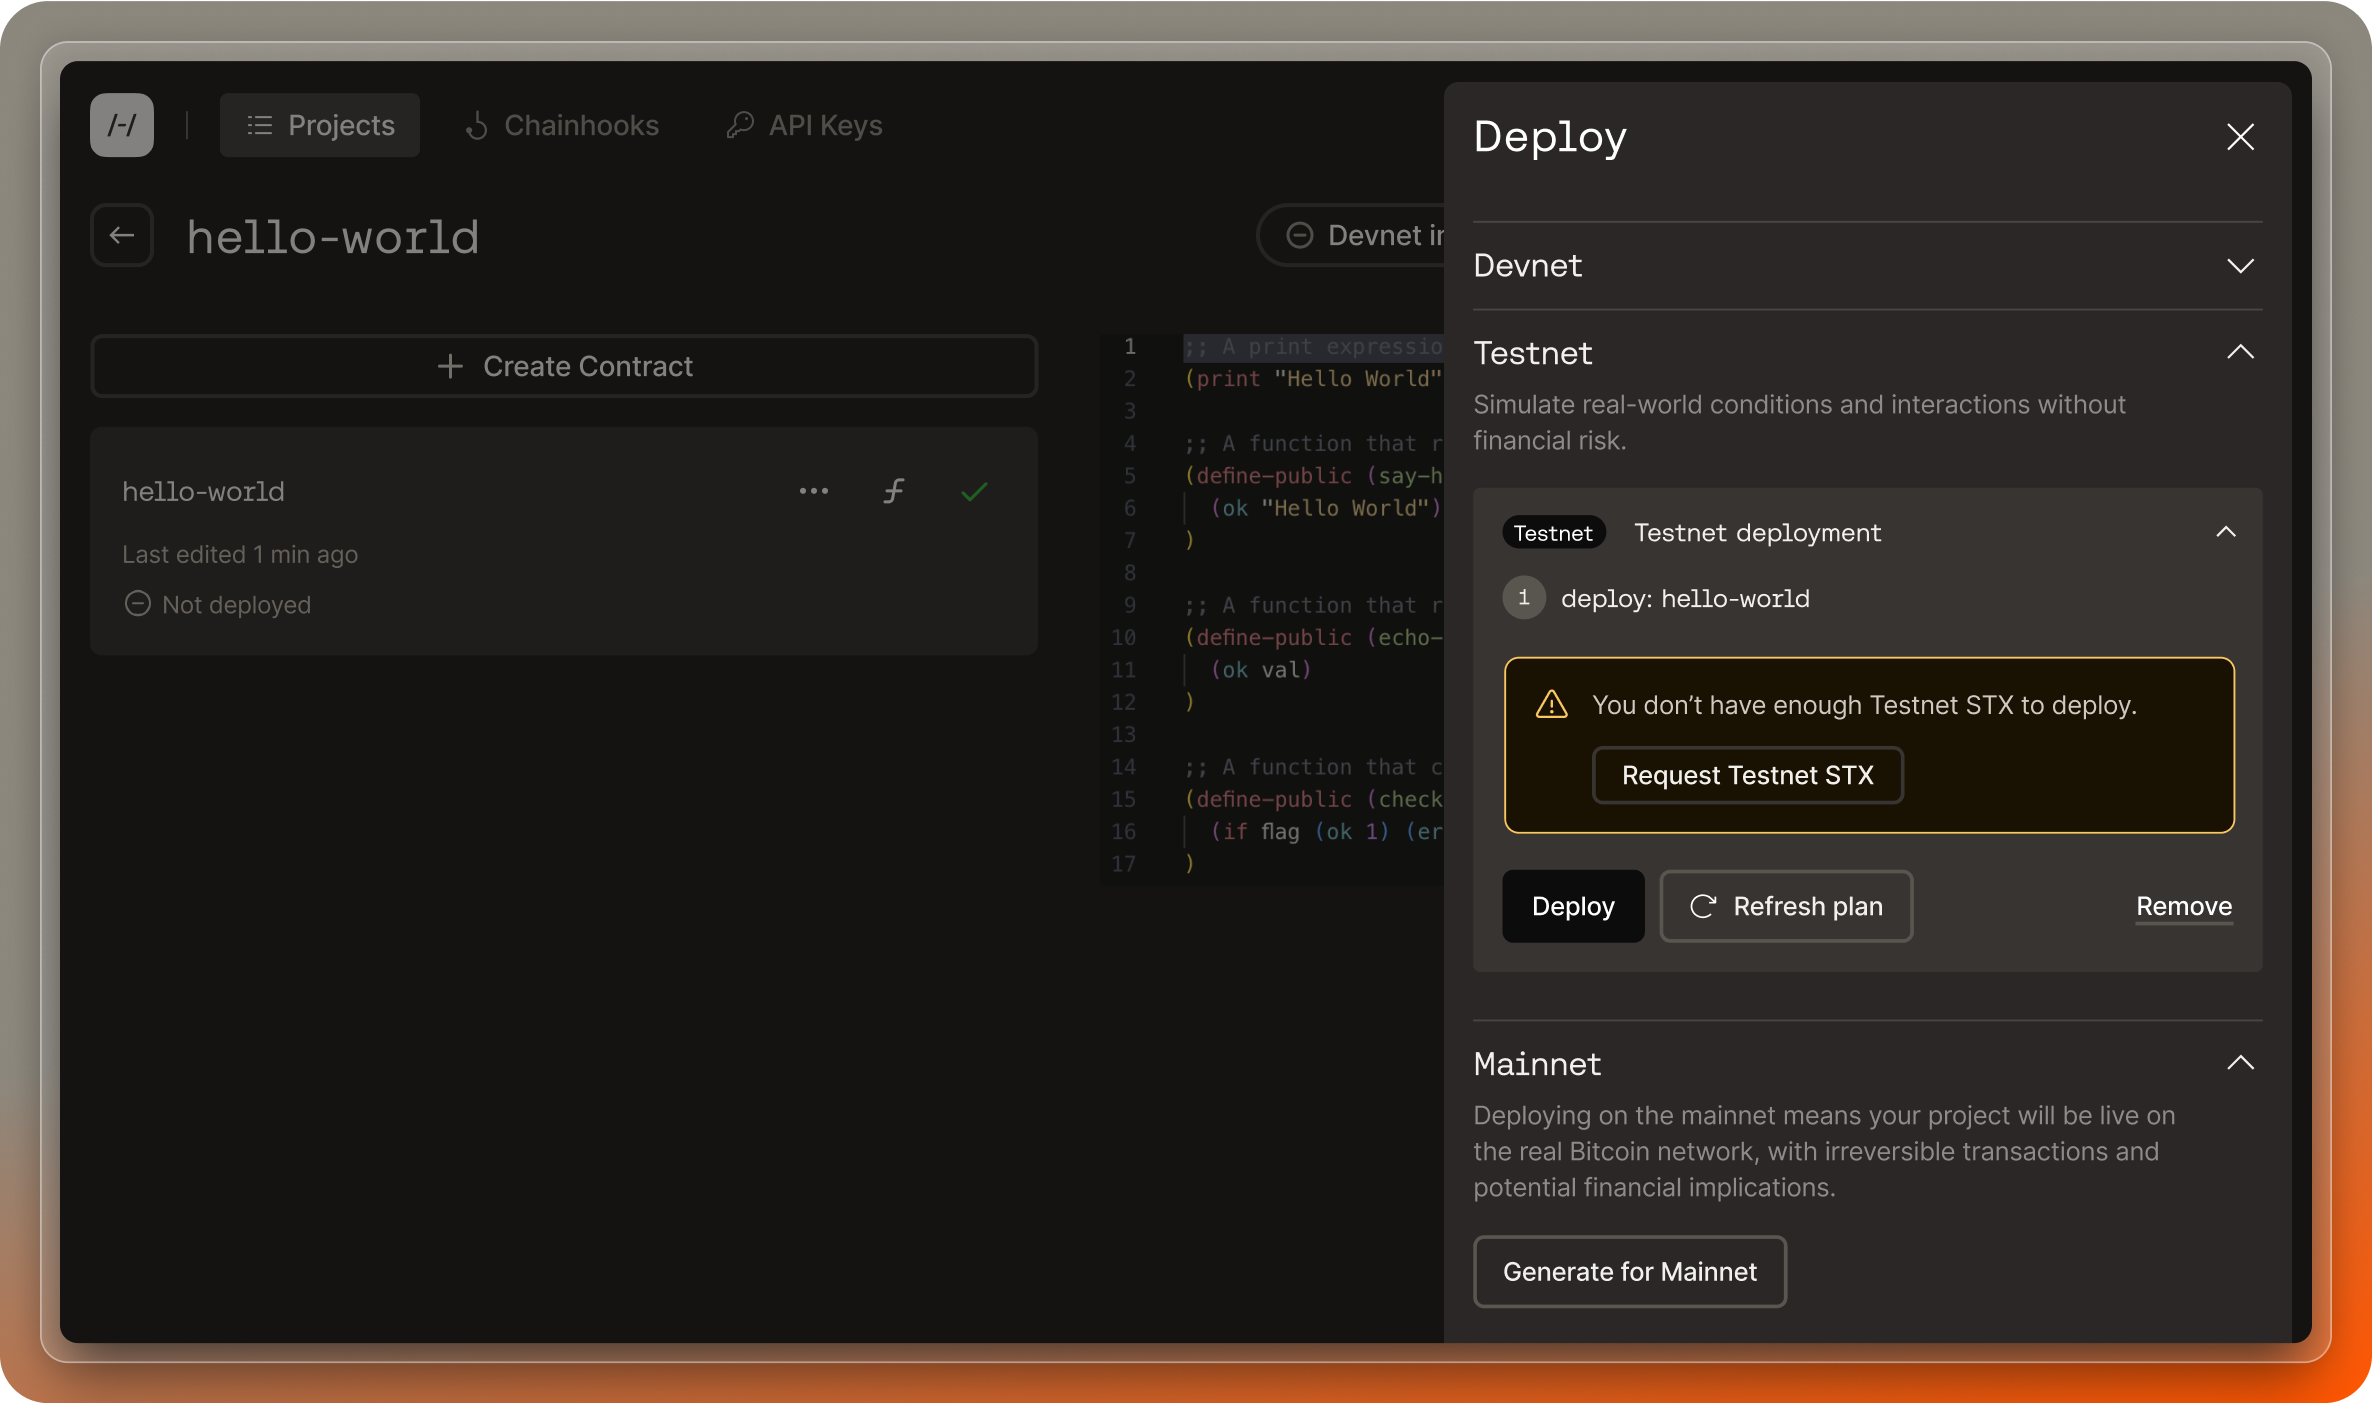 /-/
Projects
Chainhooks
API Keys
hello-world
Devnet
Create Contract
hello-world
Last edited 1 min ago
Not deployed
1 ;; A print
2 (print "Hello World"
3
4 ;; A function that
5 (define-public (say-h
6 (ok "Hello World")
7 )
8
9 ;; A function that
10 (define-public (echo-
11 (ok val)
12 )
13
14 ;; A function that
15 (define-public (check
16 (if flag (ok 1) (er
17 )
Deploy
Devnet
Testnet
Simulate real-world conditions and interactions without
financial risk.
Testnet Testnet deployment
1 deploy: hello-world
You don’t have enough Testnet STX to deploy.
Request Testnet STX
Deploy
Refresh plan
Remove
Mainnet
Deploying on the mainnet means your project will be live on
the real Bitcoin network, with irreversible transactions and
potential financial implications.
Generate for Mainnet